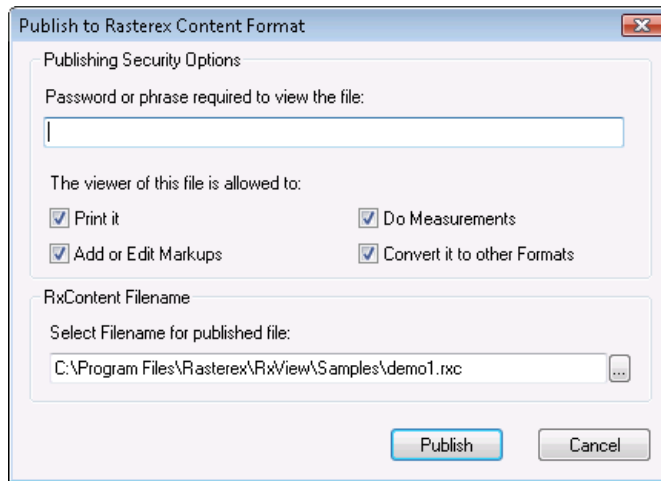 Publish to Rasterex Content Format
Publishing Security Options
Password or phrase required to view the file:
The viewer of this file is allowed to:
Print it
Do Measurements
Add or Edit Markups
Convert it to other Formats
RxContent Filename
Select Filename for published file:
C:\Program Files\Rasterex\RxView\Samples\demo1.rxc
...
Publish
Cancel